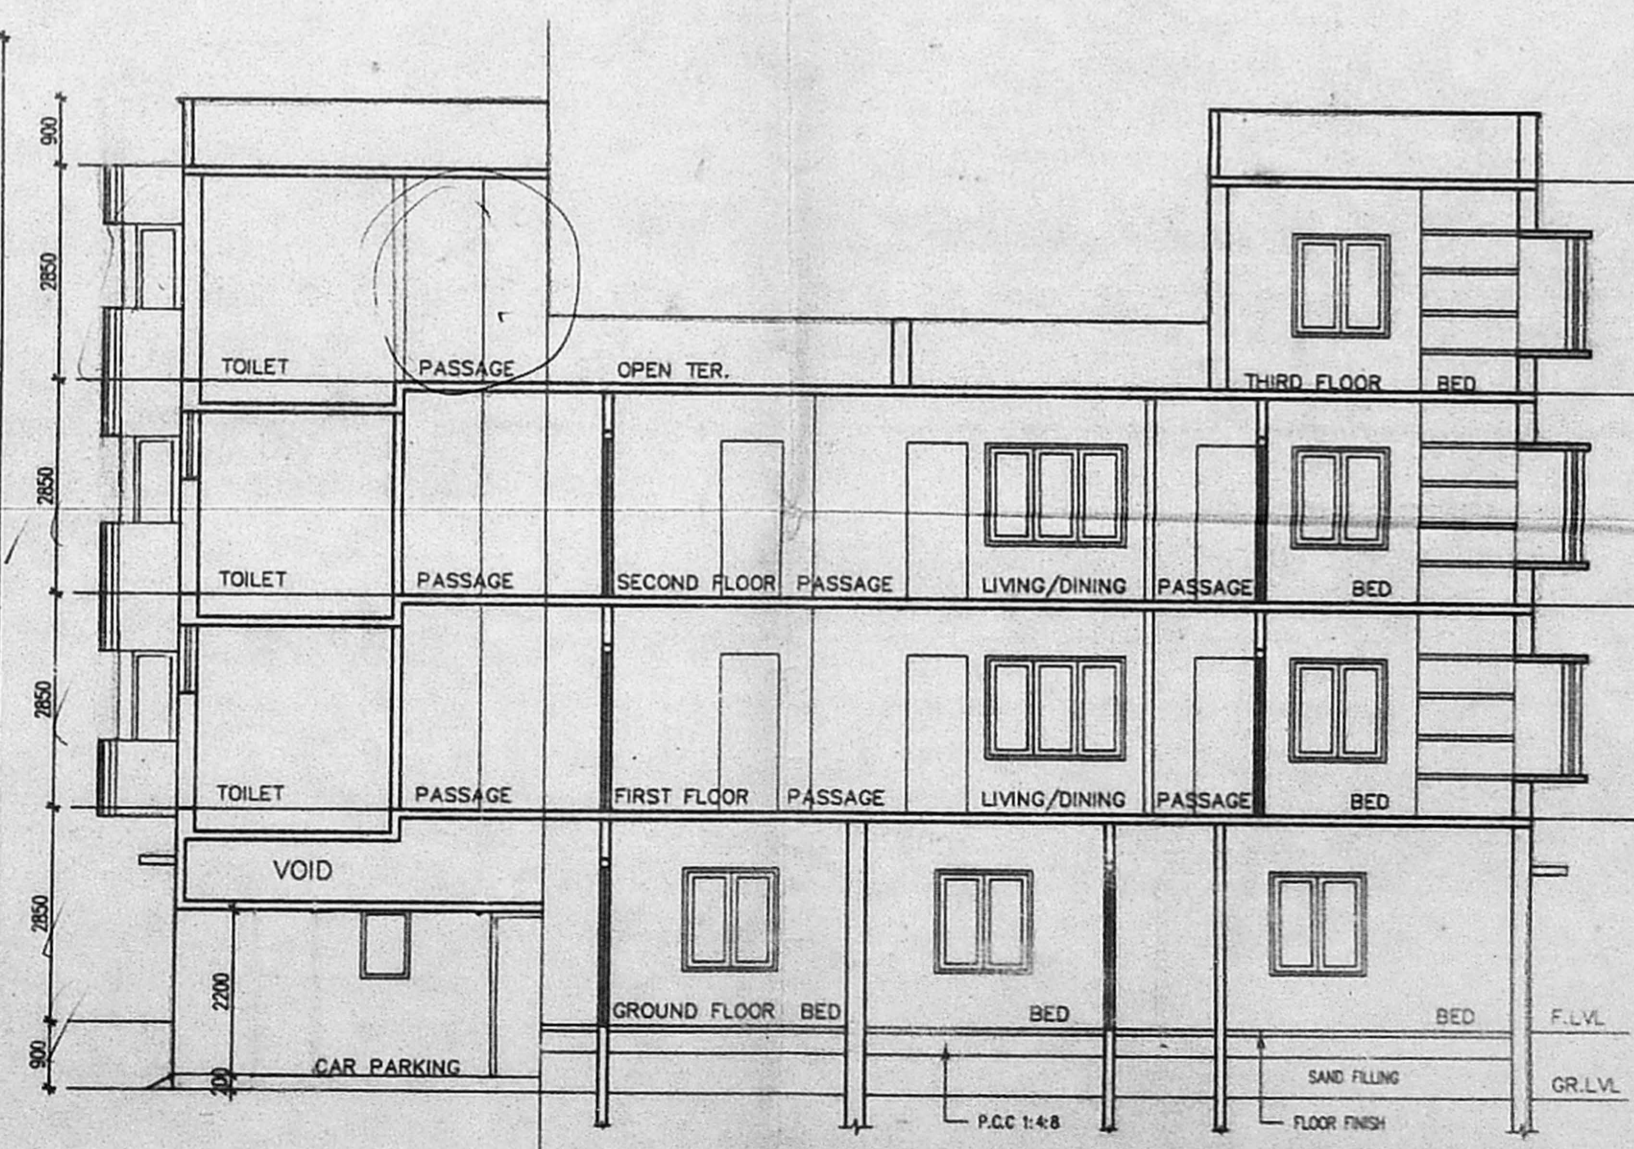 900
2850
TOILET
PASSAGE
OPEN TER.
THIRD FLOOR
BED
2850
TOILET
PASSAGE
SECOND FLOOR
PASSAGE
LIVING/DINING
PASSAGE
BED
2850
TOILET
PASSAGE
FIRST FLOOR
PASSAGE
LIVING/DINING
PASSAGE
BED
VOID
2850
2200
GROUND FLOOR
BED
BED
BED
F.LVL
900
CAR PARKING
SAND FILLING
200
GR.LVL
P.C.C 1:4:8
FLOOR FINISH